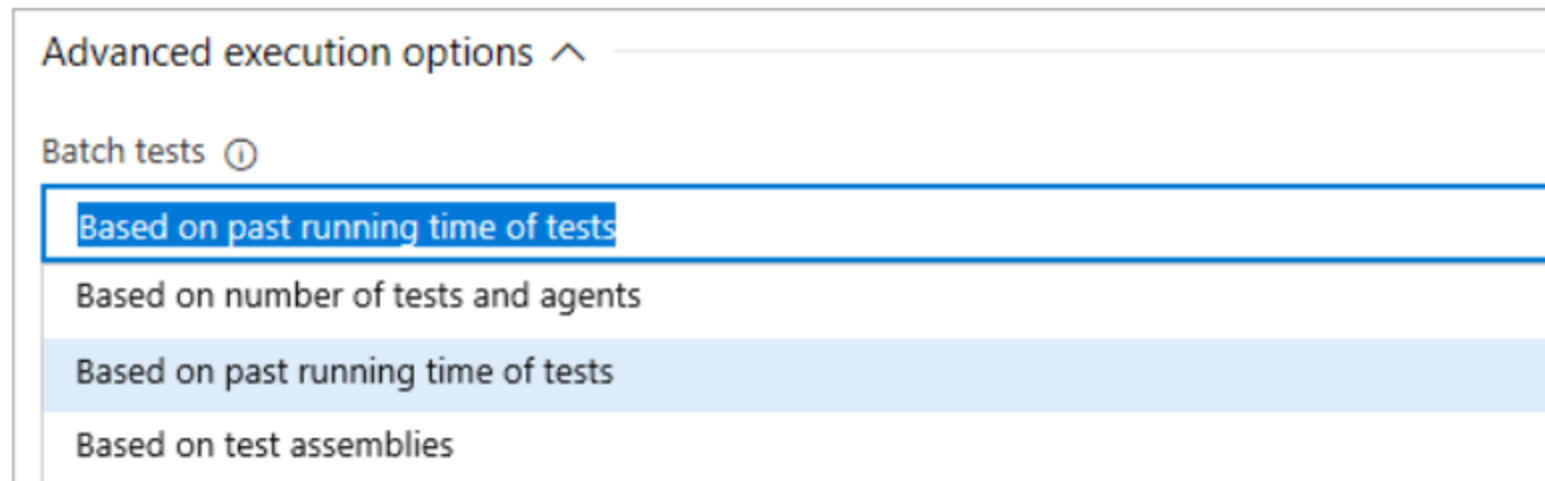 Advanced execution options
Batch tests
Based on past running time of tests
Based on number of tests and agents
Based on past running time of tests
Based on test assemblies